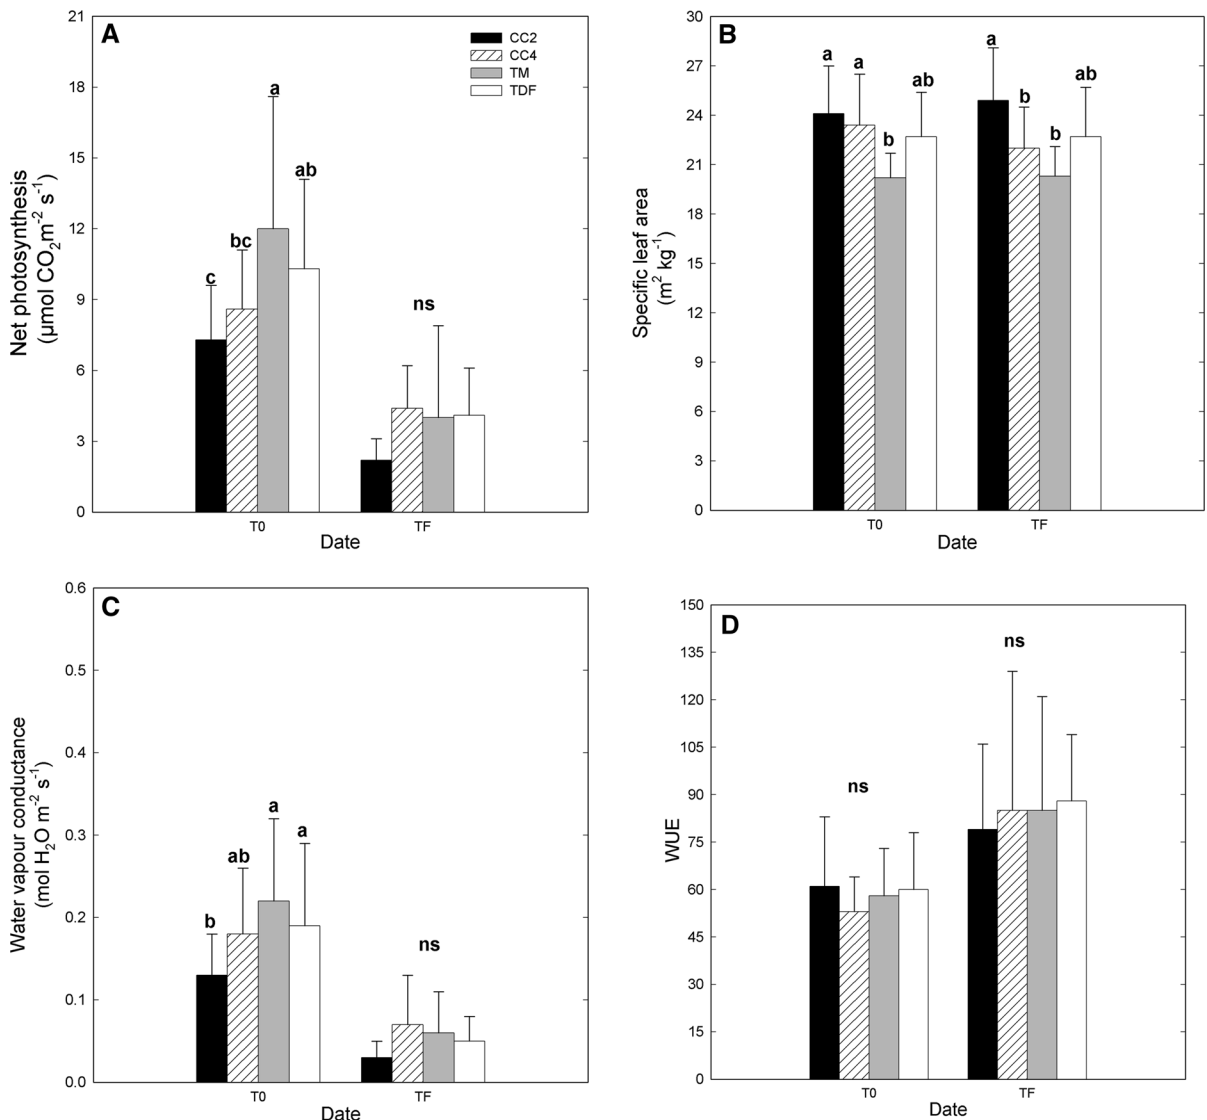 A
CC2
CC4
TM
TDF
21
18
15
12
9
6
3
0
Net photosynthesis
(µmol CO2m-2 s-1)
c
bc
a
ab
ns
T0
TF
Date
B
30
27
24
21
18
15
12
9
6
3
0
Specific leaf area
(m2 kg-1)
a
a
b
ab
a
b
b
ab
T0
TF
Date
C
0.6
0.5
0.4
0.3
0.2
0.1
0.0
Water vapour conductance
(mol H2O m-2 s-1)
b
ab
a
a
ns
T0
TF
Date
D
150
135
120
105
90
75
60
45
30
15
0
WUE
ns
ns
T0
TF
Date